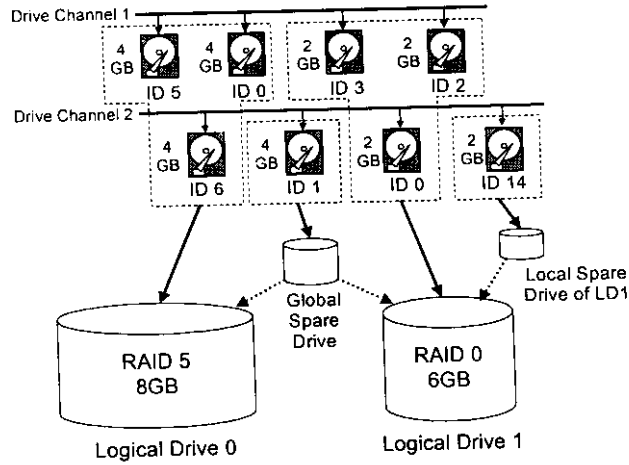 Drive Channel 1
4 GB
ID 5
4 GB
ID 0
2 GB
ID 3
2 GB
ID 2
Drive Channel 2
4 GB
ID 6
4 GB
ID 1
2 GB
ID 0
2 GB
ID 14
Global
Spare
Drive
Local Spare
Drive of LD1
RAID 5
8GB
RAID 0
6GB
Logical Drive 0
Logical Drive 1